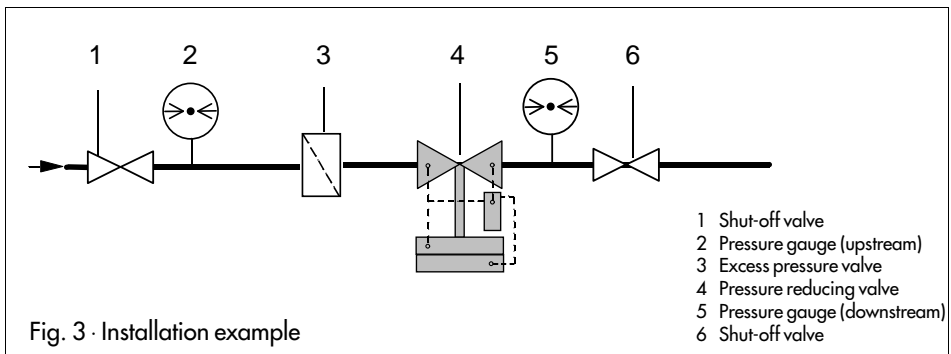 1 2 3 4 5 6
1 Shut-off valve
2 Pressure gauge (upstream)
3 Excess pressure valve
4 Pressure reducing valve
5 Pressure gauge (downstream)
6 Shut-off valve
Fig. 3 · Installation example